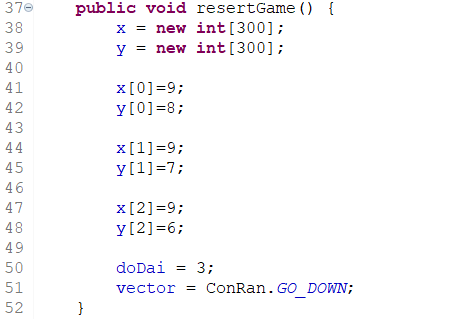 37 public void resertGame() {
38 x = new int[300];
39 y = new int[300];
40
41 x[0]=9;
42 y[0]=8;
43
44 x[1]=9;
45 y[1]=7;
46
47 x[2]=9;
48 y[2]=6;
49
50 doDai = 3;
51 vector = ConRan.GO_DOWN;
52 }